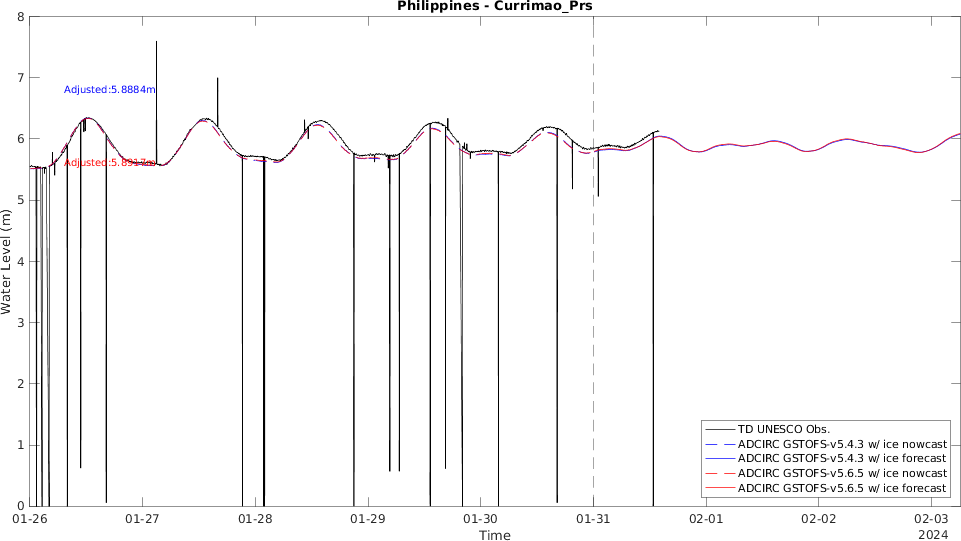 Philippines - Currimao_Prs
8
7
6
5
4
3
2
1
0
Water Level (m)
Adjusted:5.8884m
TD UNESCO Obs.
ADCIRC GSTOFS-v5.4.3 w/ ice nowcast
ADCIRC GSTOFS-v5.4.3 w/ ice forecast
ADCIRC GSTOFS-v5.6.5 w/ ice nowcast
ADCIRC GSTOFS-v5.6.5 w/ ice forecast
01-26
01-27
01-28
01-29
01-30
01-31
02-01
02-02
02-03
Time
2024